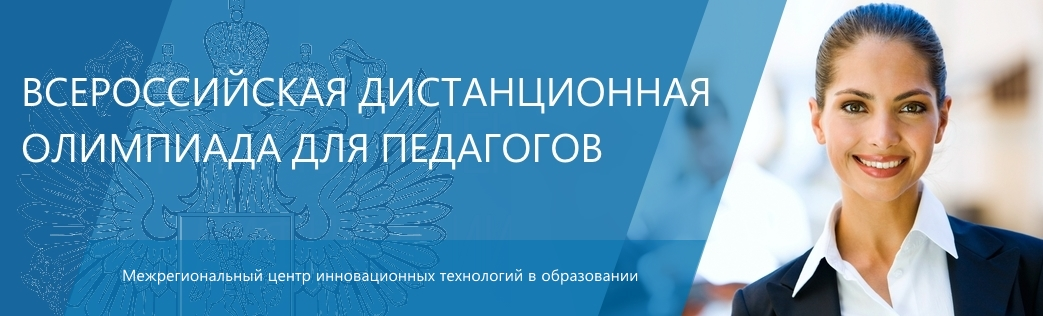 ВСЕРОССИЙСКАЯ ДИСТАНЦИОННАЯ
ОЛИМПИАДА ДЛЯ ПЕДАГОГОВ
Межрегиональный центр инновационных технологий в образовании